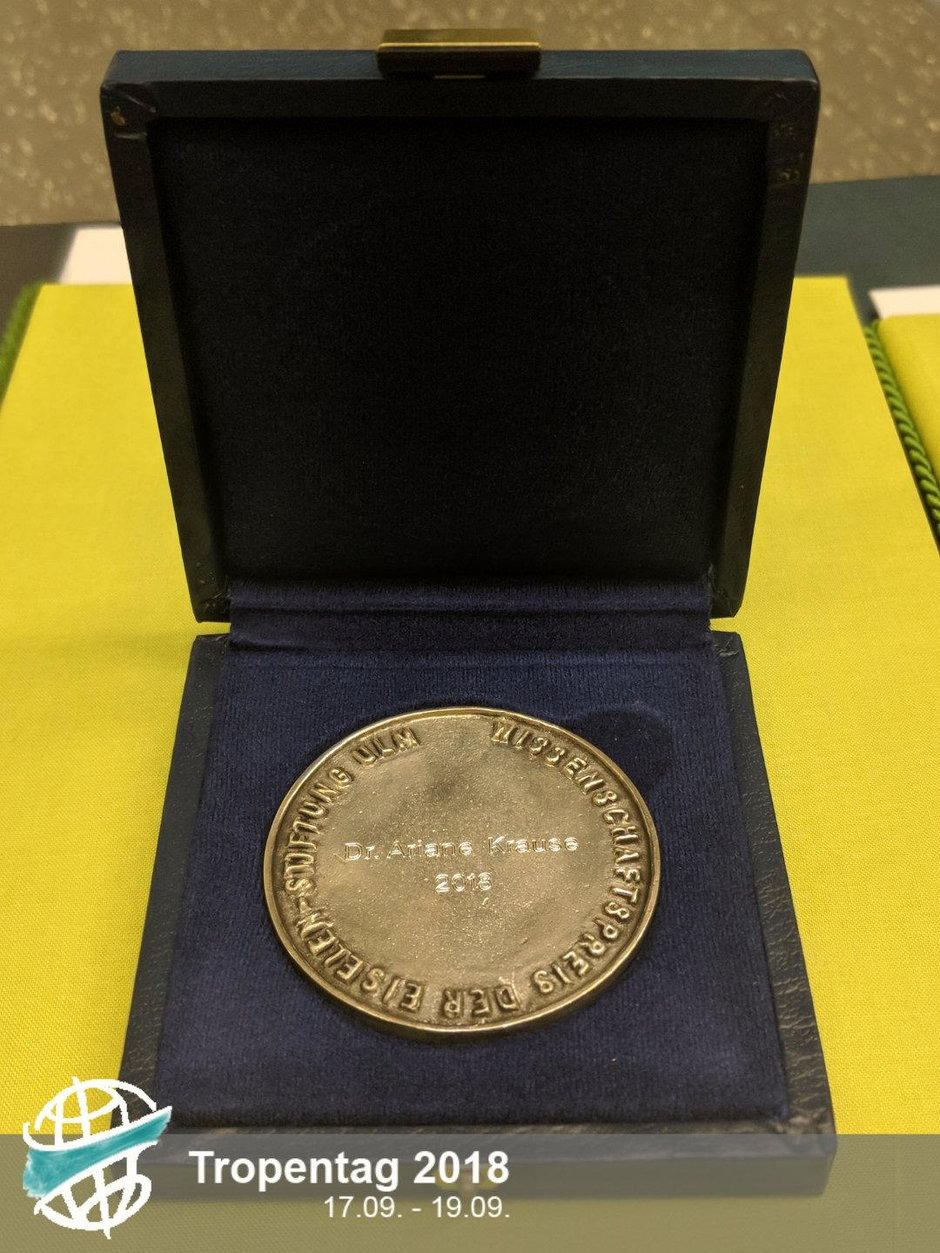 WISSENSCHAFTSPREIS DER EISELEN-STIFTUNG ULM
Dr. Ariane Krause
2018
Tropentag 2018
17.09. - 19.09.